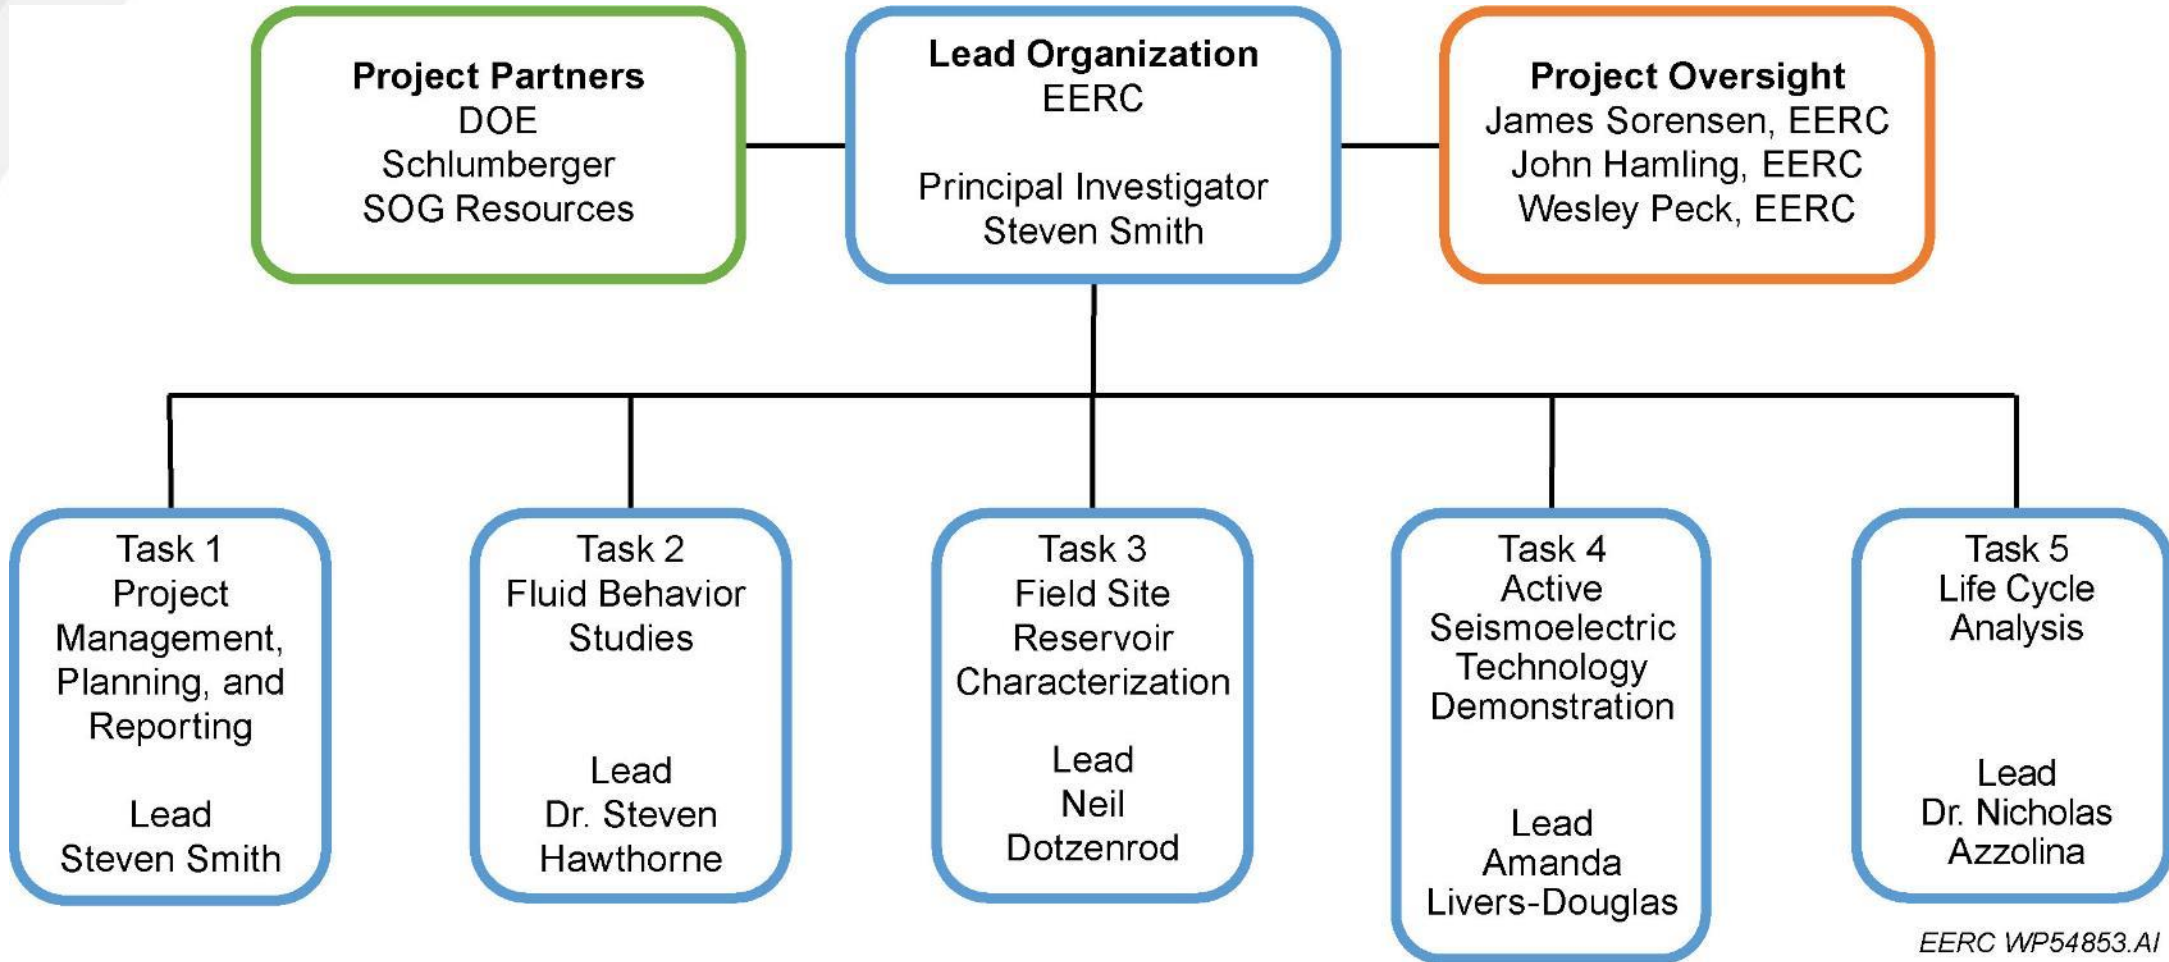 Project Partners
DOE
Schlumberger
SOG Resources
Lead Organization
EERC
Principal Investigator
Steven Smith
Project Oversight
James Sorensen, EERC
John Hamling, EERC
Wesley Peck, EERC
Task 1
Project
Management,
Planning, and
Reporting
Lead
Steven Smith
Task 2
Fluid Behavior
Studies
Lead
Dr. Steven
Hawthorne
Task 3
Field Site
Reservoir
Characterization
Lead
Neil
Dotzenrod
Task 4
Active
Seismoelectric
Technology
Demonstration
Lead
Amanda
Livers-Douglas
Task 5
Life Cycle
Analysis
Lead
Dr. Nicholas
Azzolina
EERC WP54853.AI